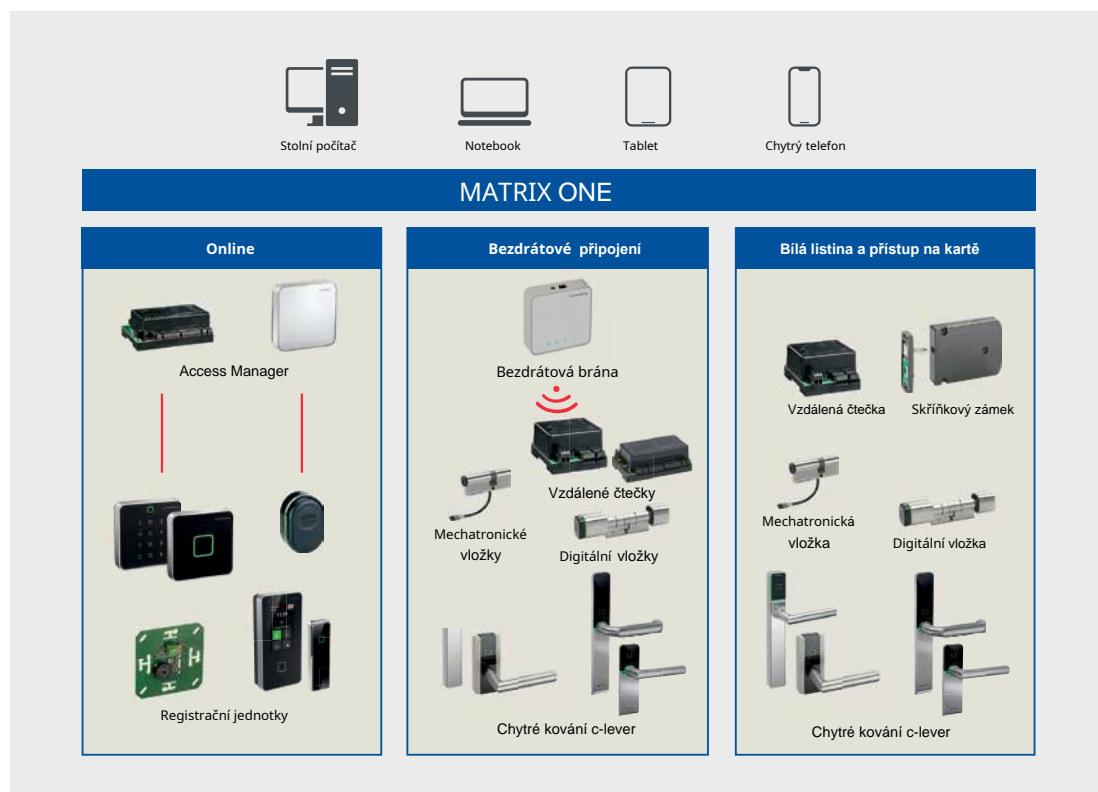 Stolní počítač
Notebook
Tablet
Chytrý telefon
MATRIX ONE
Online
Access Manager
Registrační jednotky
Bezdrátové připojení
Bezdrátová brána
Vzdálené čtečky
Mechatronické
vložky
Digitální vložky
Chytré kování c-lever
Bílá listina a přístup na kartě
Vzdálená čtečka
Skříňkový zámek
Mechatronická
vložka
Digitální vložka
Chytré kování c-lever